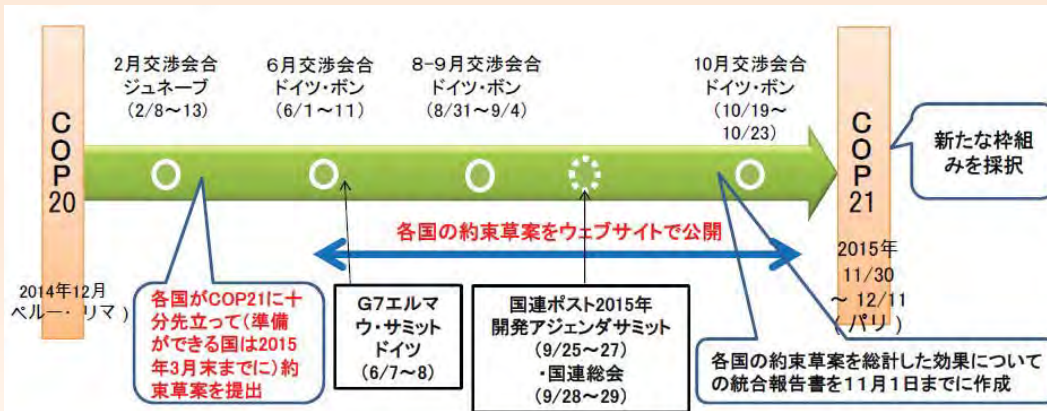 COP20
2014年12月
ペルー・リマ )
2月交渉会合
ジュネーブ
(2/8~13)
6月交渉会合
ドイツ・ボン
(6/1~11)
8-9月交渉会合
ドイツ・ボン
(8/31~9/4)
10月交渉会合
ドイツ・ボン
(10/19~
10/23)
COP21
2015年
11/30
~ 12/11
( パリ )
新たな枠組
みを採択
各国の約束草案をウェブサイトで公開
各国がCOP21に十
分先立って(準備
ができる国は2015
年3月末までに)約
束草案を提出
G7エルマ
ウ・サミット
ドイツ
(6/7~8)
国連ポスト2015年
開発アジェンダサミット
(9/25~27)
・国連総会
(9/28~29)
各国の約束草案を総計した効果について
の統合報告書を11月1日までに作成